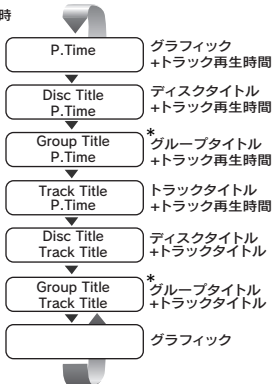 時
P.Time
グラフィック
+トラック再生時間
Disc Title
P.Time
ディスクタイトル
+トラック再生時間
Group Title
P.Time
*
グループタイトル
+トラック再生時間
Track Title
P.Time
トラックタイトル
+トラック再生時間
Disc Title
Track Title
ディスクタイトル
+トラックタイトル
Group Title
Track Title
*
グループタイトル
+トラックタイトル
グラフィック